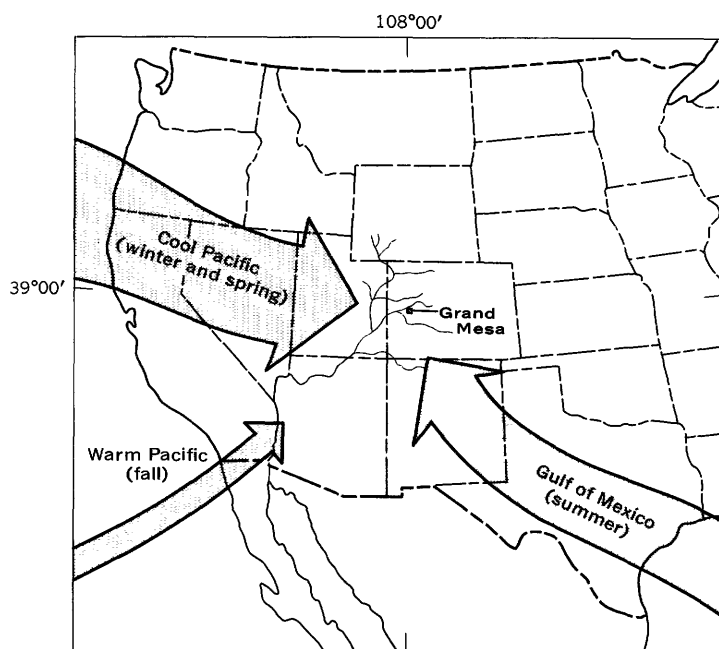 108°00′
Cool Pacific
(winter and spring)
39°00′
Grand
Mesa
Warm Pacific
(fall)
Gulf of Mexico
(summer)